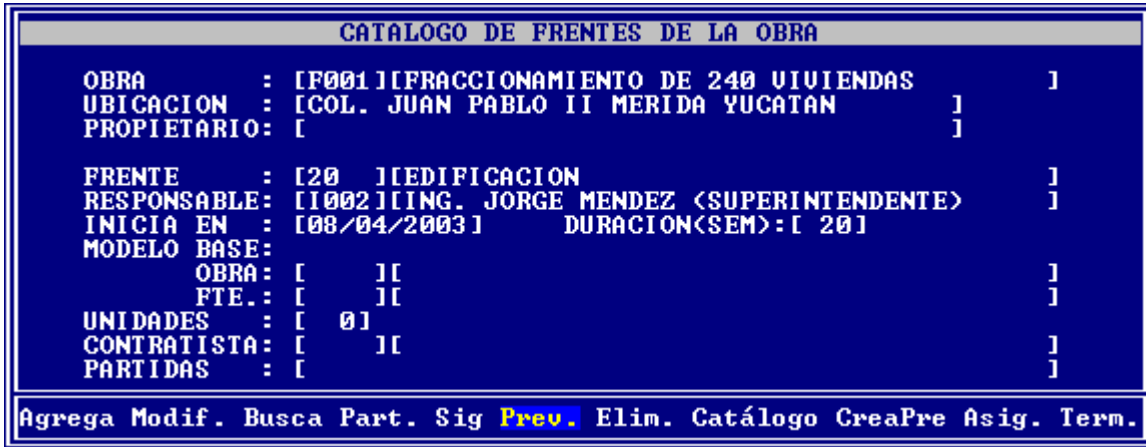 CATALOGO DE FRENTES DE LA OBRA
OBRA : [F001][FRACCIONAMIENTO DE 240 VIVIENDAS ]
UBICACION : [COL. JUAN PABLO II MERIDA YUCATAN ]
PROPIETARIO: [ ]
FRENTE : [20 ][EDIFICACION ]
RESPONSABLE: [I002][ING. JORGE MENDEZ (SUPERINTENDENTE) ]
INICIA EN : [08/04/2003] DURACION(SEM):[ 20]
MODELO BASE:
OBRA: [ ][ ]
FTE.: [ ][ ]
UNIDADES : [ 0]
CONTRATISTA: [ ][ ]
PARTIDAS : [ ]
Agrega Modif. Busca Part. Sig Prev. Elim. Catálogo CreaPre Asig. Term.